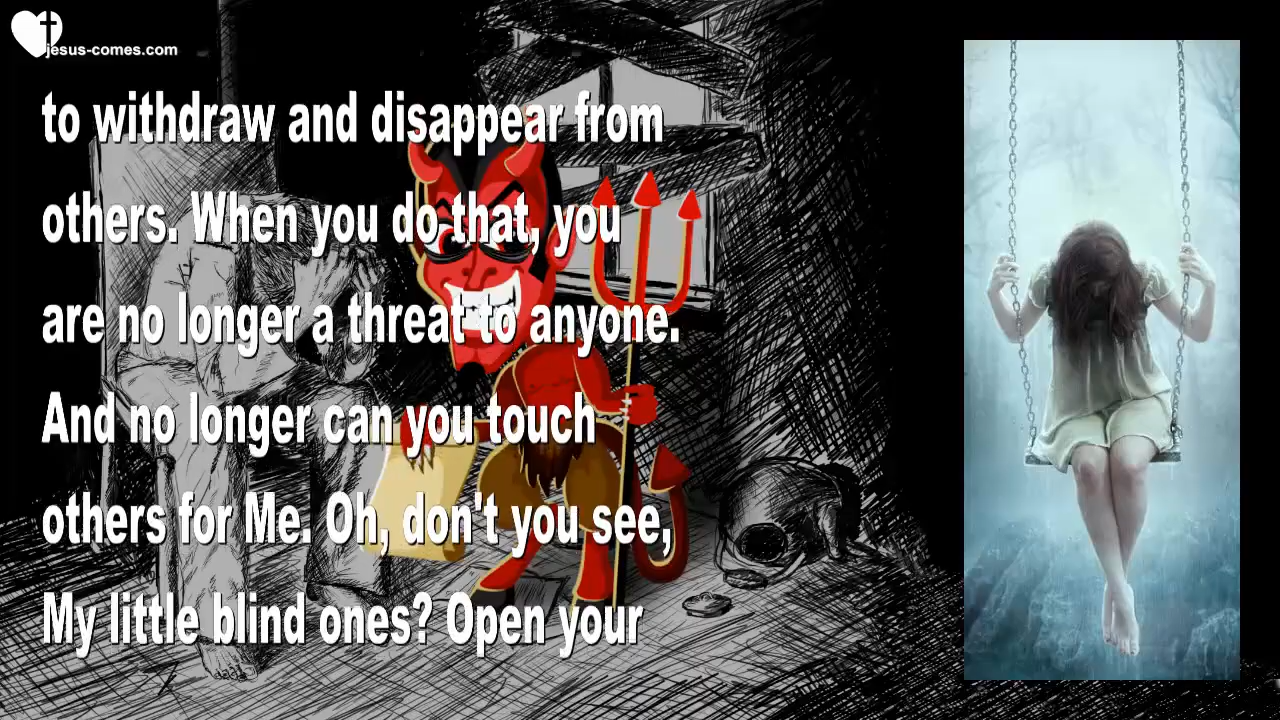 jesus-comes.com
to withdraw and disappear from
others. When you do that, you
are no longer a threat to anyone.
And no longer can you touch
others for Me. Oh, don't you see,
My little blind ones? Open your